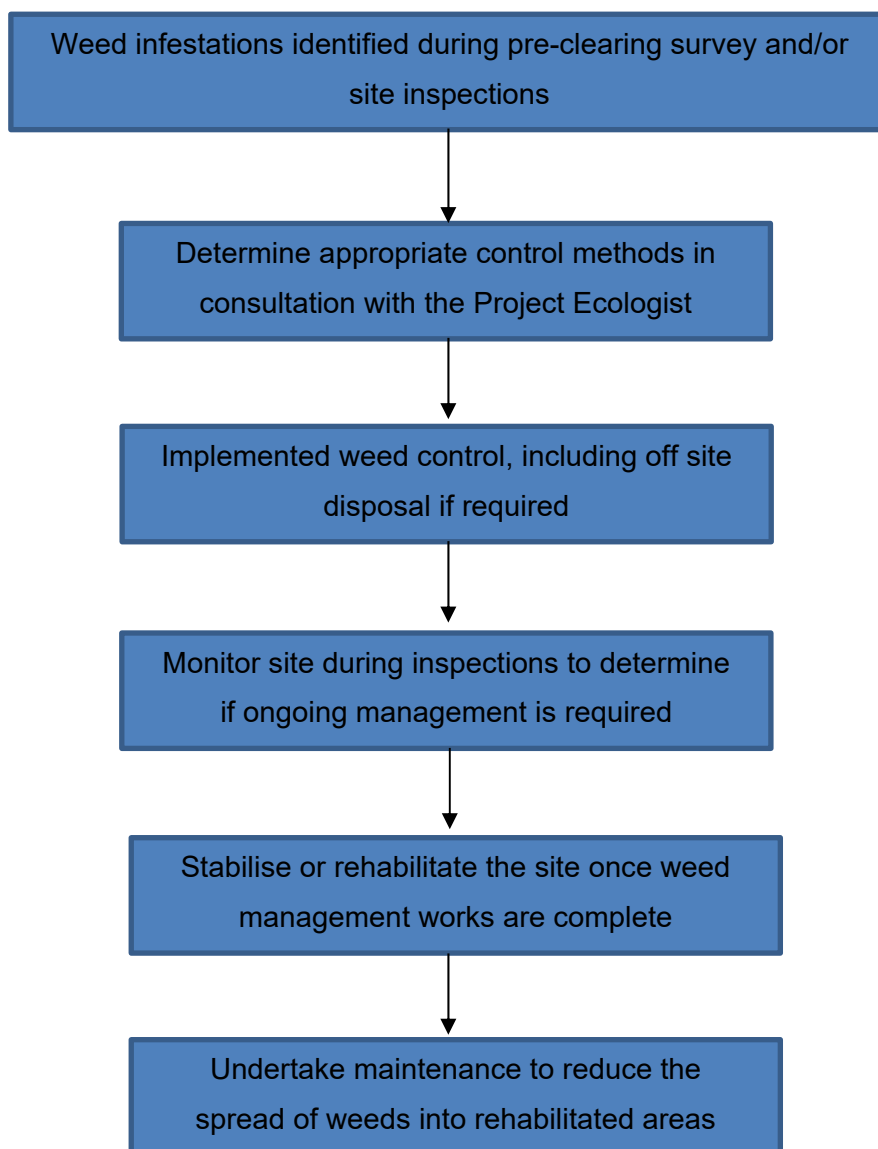 Weed infestations identified during pre-clearing survey and/or
site inspections
Determine appropriate control methods in
consultation with the Project Ecologist
Implemented weed control, including off site
disposal if required
Monitor site during inspections to determine
if ongoing management is required
Stabilise or rehabilitate the site once weed
management works are complete
Undertake maintenance to reduce the
spread of weeds into rehabilitated areas